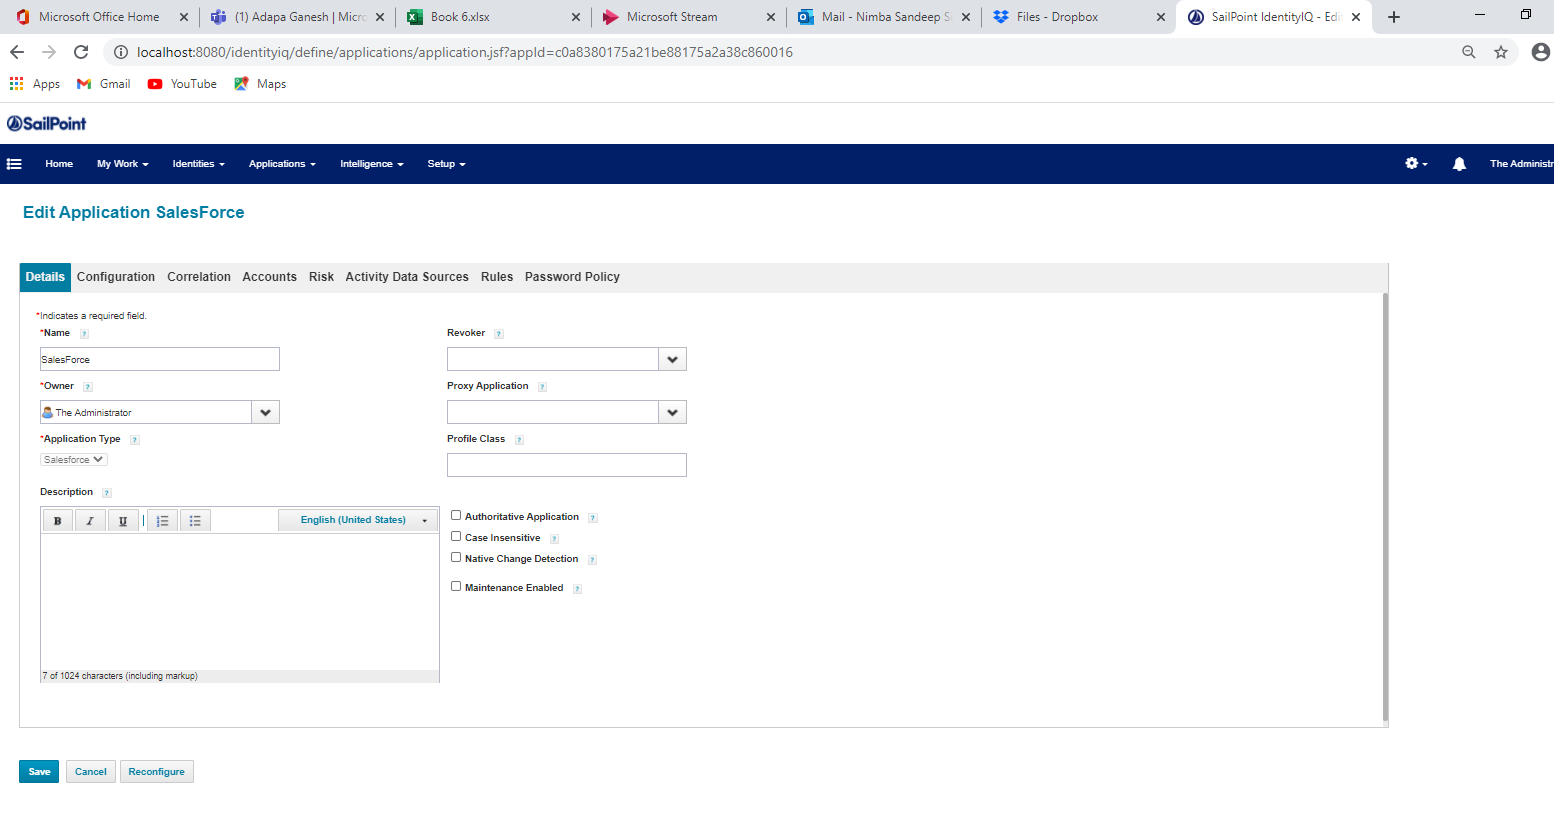 Microsoft Office Home
(1) Adapa Ganesh | Micro
Book 6.xlsx
Microsoft Stream
Mail - Nimba Sandeep S
Files - Dropbox
SailPoint IdentityIQ - Edi
localhost:8080/identityiq/define/applications/application.jsf?appId=c0a8380175a21be88175a2a38c860016
Apps Gmail YouTube Maps
SailPoint
Home My Work Identities Applications Intelligence Setup The Administr
Edit Application SalesForce
Details Configuration Correlation Accounts Risk Activity Data Sources Rules Password Policy
*Indicates a required field.
*Name ?
SalesForce
*Owner ?
The Administrator
*Application Type ?
Salesforce
Description ?
B I U English (United States)
7 of 1024 characters (including markup)
Revoker ?
Proxy Application ?
Profile Class ?
Authoritative Application ?
Case Insensitive ?
Native Change Detection ?
Maintenance Enabled ?
Save Cancel Reconfigure